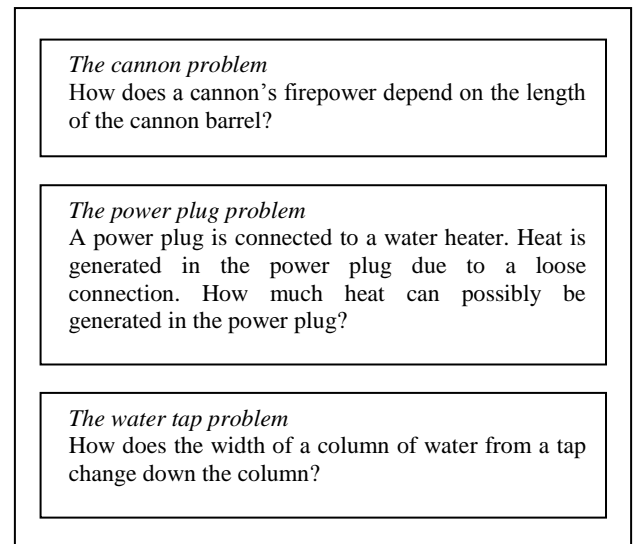 The cannon problem
How does a cannon’s firepower depend on the length
of the cannon barrel?
The power plug problem
A power plug is connected to a water heater. Heat is
generated in the power plug due to a loose
connection. How much heat can possibly be
generated in the power plug?
The water tap problem
How does the width of a column of water from a tap
change down the column?